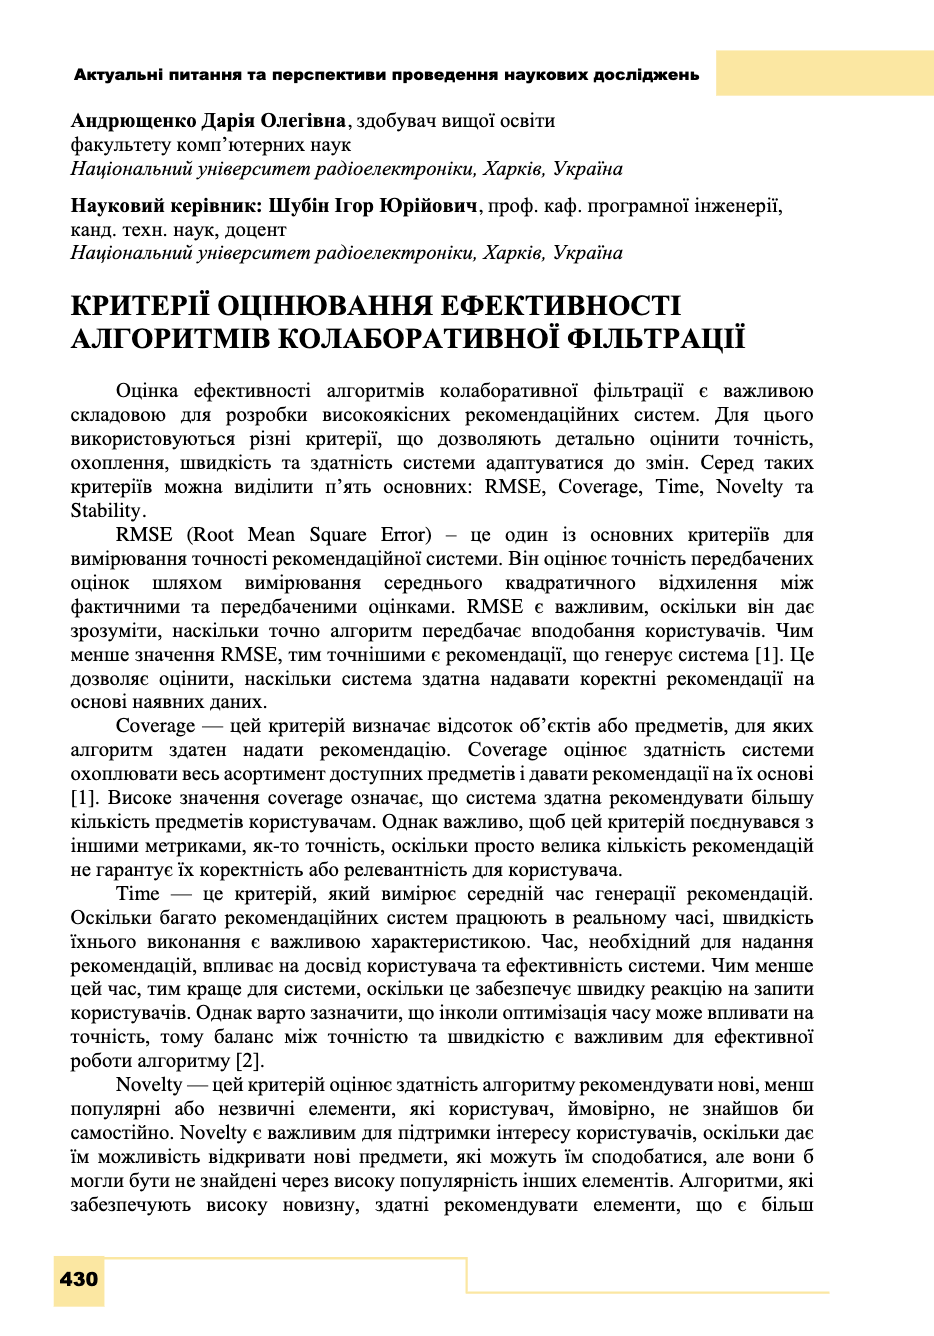 Актуальні питання та перспективи проведення наукових досліджень
Андрющенко Дарія Олегівна, здобувач вищої освіти
факультету комп’ютерних наук
Національний університет радіоелектроніки, Харків, Україна
Науковий керівник: Шубін Ігор Юрійович, проф. каф. програмної інженерії,
канд. техн. наук, доцент
Національний університет радіоелектроніки, Харків, Україна
КРИТЕРІЇ ОЦІНЮВАННЯ ЕФЕКТИВНОСТІ
АЛГОРИТМІВ КОЛАБОРАТИВНОЇ ФІЛЬТРАЦІЇ
Оцінка ефективності алгоритмів колаборативної фільтрації є важливою
складовою для розробки високоякісних рекомендаційних систем. Для цього
використовуються різні критерії, що дозволяють детально оцінити точність,
охоплення, швидкість та здатність системи адаптуватися до змін. Серед таких
критеріїв можна виділити п’ять основних: RMSE, Coverage, Time, Novelty та
Stability.
RMSE (Root Mean Square Error) – це один із основних критеріїв для
вимірювання точності рекомендаційної системи. Він оцінює точність передбачених
оцінок шляхом вимірювання середнього квадратичного відхилення між
фактичними та передбаченими оцінками. RMSE є важливим, оскільки він дає
зрозуміти, наскільки точно алгоритм передбачає вподобання користувачів. Чим
менше значення RMSE, тим точнішими є рекомендації, що генерує система [1]. Це
дозволяє оцінити, наскільки система здатна надавати коректні рекомендації на
основі наявних даних.
Coverage — цей критерій визначає відсоток об’єктів або предметів, для яких
алгоритм здатен надати рекомендацію. Coverage оцінює здатність системи
охоплювати весь асортимент доступних предметів і давати рекомендації на їх основі
[1]. Високе значення coverage означає, що система здатна рекомендувати більшу
кількість предметів користувачам. Однак важливо, щоб цей критерій поєднувався з
іншими метриками, як-то точність, оскільки просто велика кількість рекомендацій
не гарантує їх коректність або релевантність для користувача.
Time — це критерій, який вимірює середній час генерації рекомендацій.
Оскільки багато рекомендаційних систем працюють в реальному часі, швидкість
їхнього виконання є важливою характеристикою. Час, необхідний для надання
рекомендацій, впливає на досвід користувача та ефективність системи. Чим менше
цей час, тим краще для системи, оскільки це забезпечує швидку реакцію на запити
користувачів. Однак варто зазначити, що інколи оптимізація часу може впливати на
точність, тому баланс між точністю та швидкістю є важливим для ефективної
роботи алгоритму [2].
Novelty — цей критерій оцінює здатність алгоритму рекомендувати нові, менш
популярні або незвичні елементи, які користувач, ймовірно, не знайшов би
самостійно. Novelty є важливим для підтримки інтересу користувачів, оскільки дає
їм можливість відкривати нові предмети, які можуть їм сподобатися, але вони б
могли бути не знайдені через високу популярність інших елементів. Алгоритми, які
забезпечують високу новизну, здатні рекомендувати елементи, що є більш
430